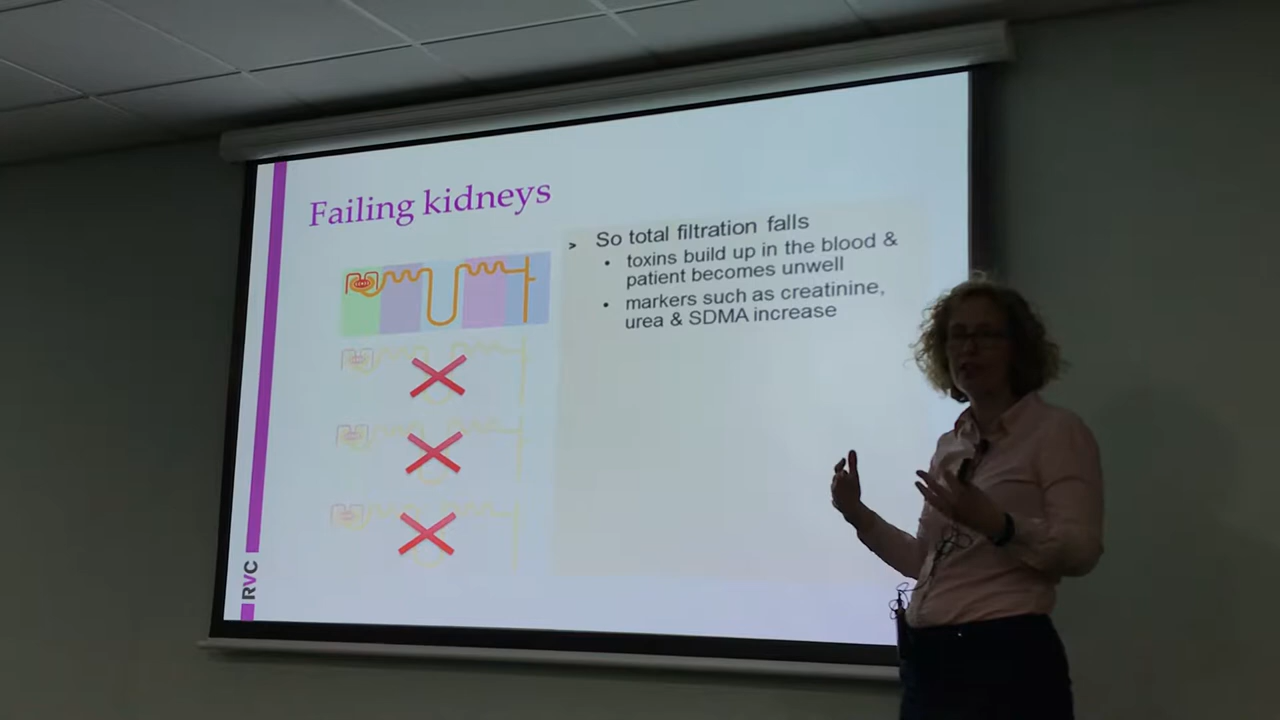 Failing kidneys
> So total filtration falls
• toxins build up in the blood &
patient becomes unwell
• markers such as creatinine,
urea & SDMA increase
RVC